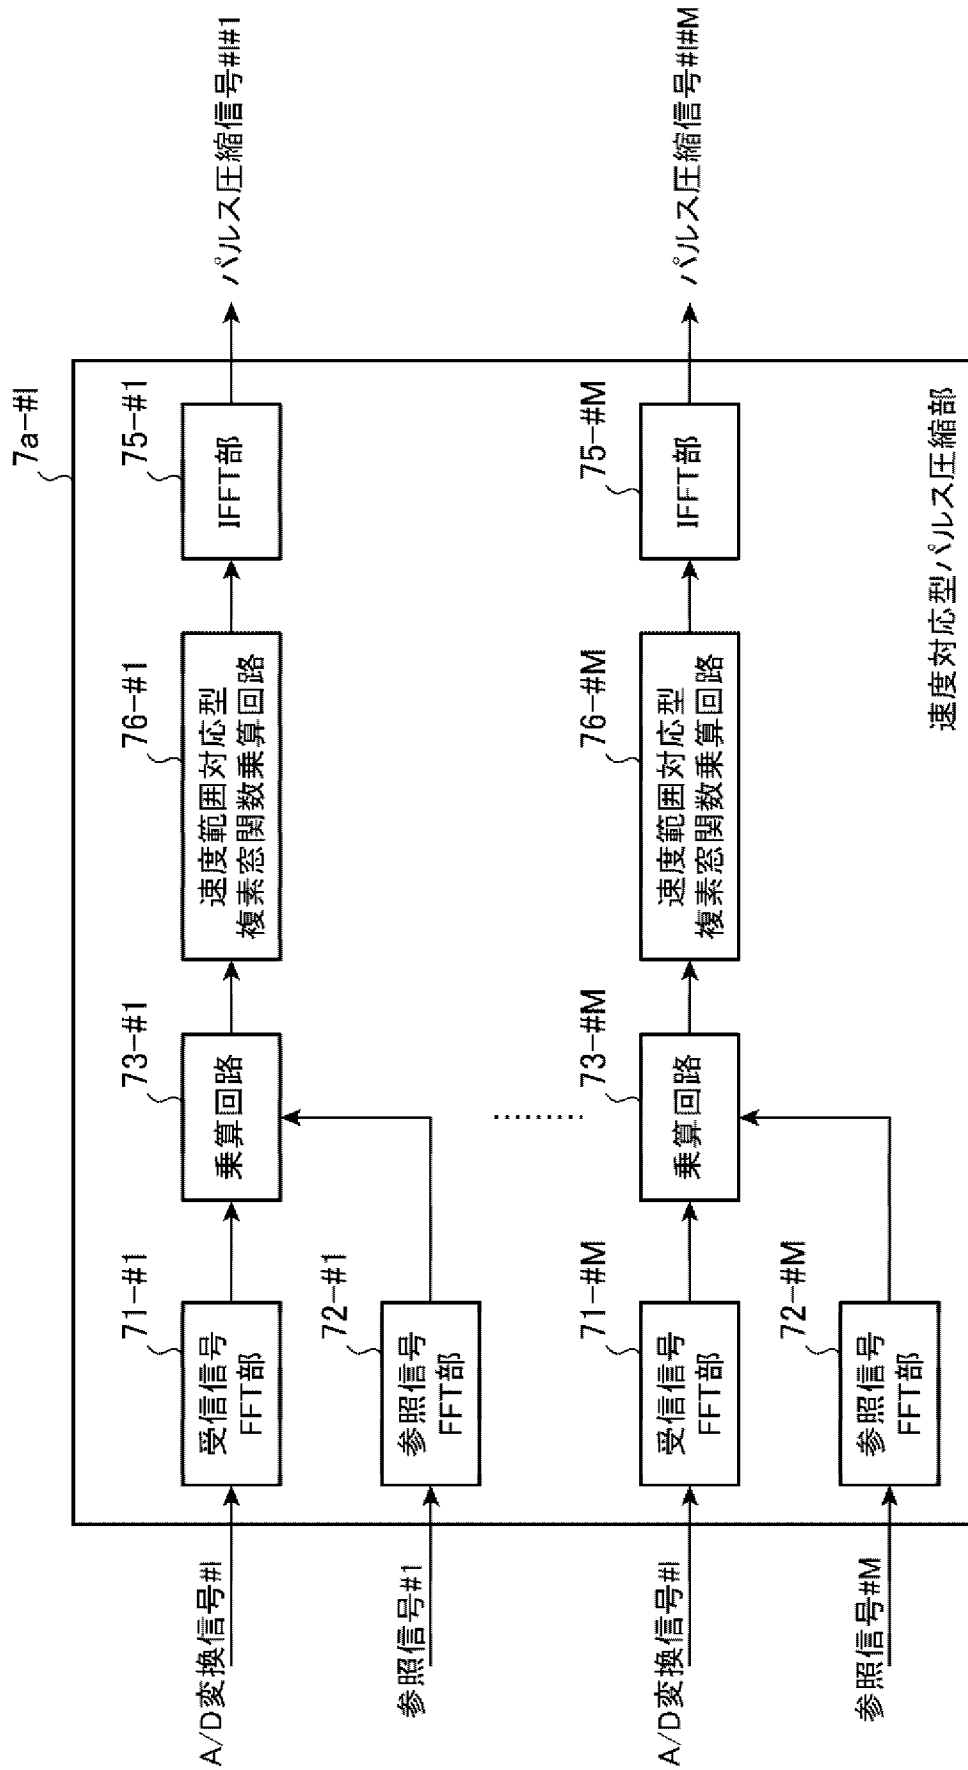 7a-#I
A/D変換信号#I
71-#1
受信信号
FFT部
73-#1
乗算回路
76-#1
速度範囲対応型
複素窓関数乗算回路
75-#1
IFFT部
パルス圧縮信号#I#1
参照信号#1
72-#1
参照信号
FFT部
A/D変換信号#I
71-#M
受信信号
FFT部
73-#M
乗算回路
76-#M
速度範囲対応型
複素窓関数乗算回路
75-#M
IFFT部
パルス圧縮信号#I#M
参照信号#M
72-#M
参照信号
FFT部
速度対応型パルス圧縮部